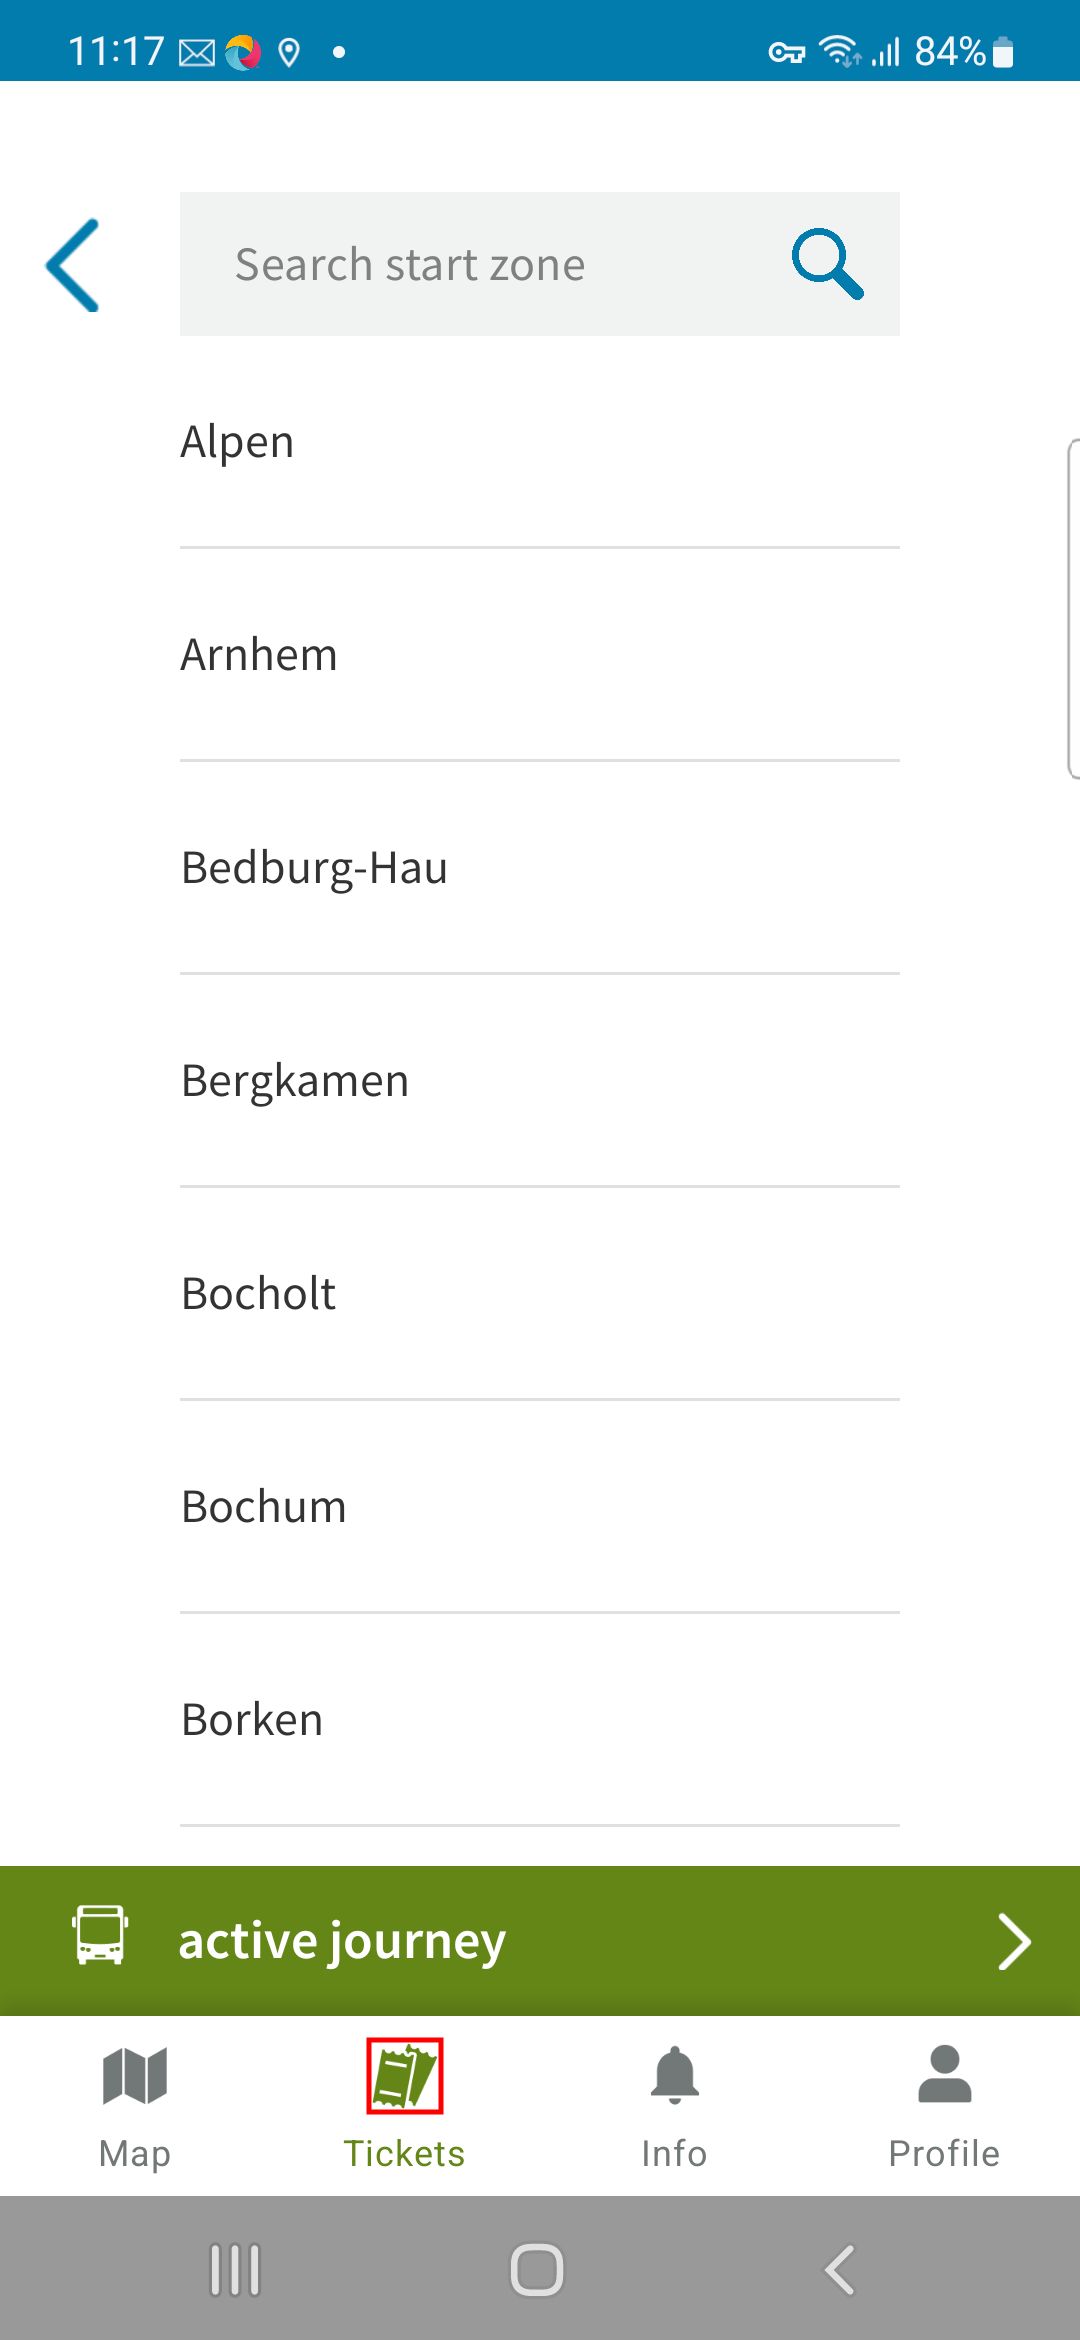 11:17 84%
Search start zone
Alpen
Arnhem
Bedburg-Hau
Bergkamen
Bocholt
Bochum
Borken
active journey
Map Tickets Info Profile